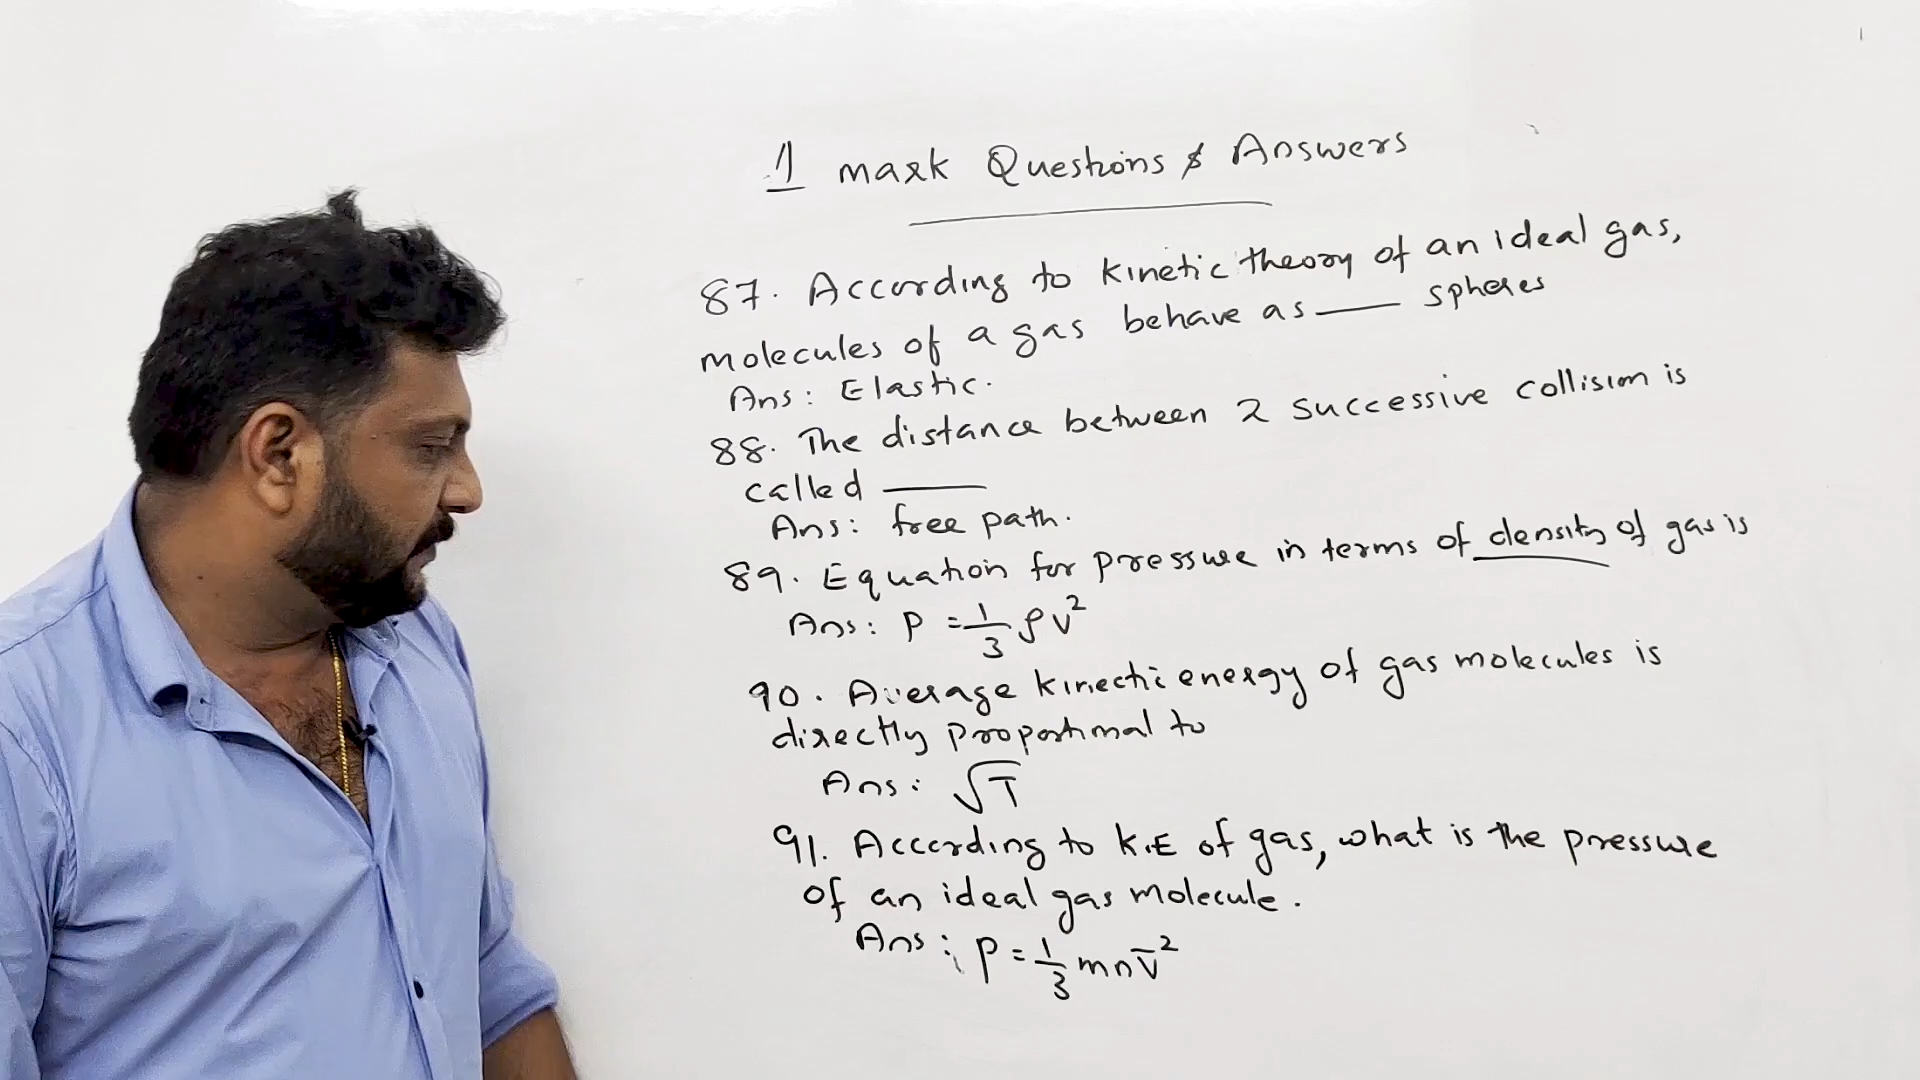 1 mark Questions & Answers
87. According to kinetic theory of an ideal gas,
molecules of a gas behave as ___ spheres
Ans: Elastic.
88. The distance between 2 successive collision is
called ___
Ans: free path.
89. Equation for pressure in terms of density of gas is
Ans: P = 1/3 ρv²
90. Average kinectic energy of gas molecules is
directly proportional to
Ans: √T
91. According to K.E of gas, what is the pressure
of an ideal gas molecule.
Ans: P = 1/3 mnv̄²